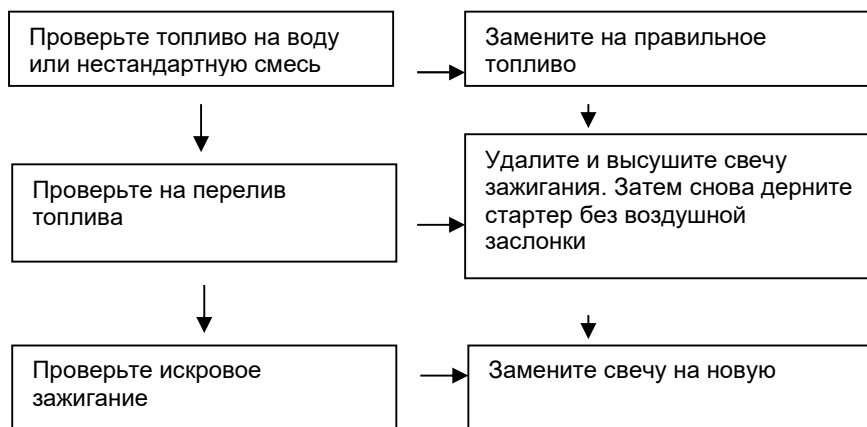 Проверьте топливо на воду
или нестандартную смесь
Замените на правильное
топливо
Проверьте на перелив
топлива
Удалите и высушите свечу
зажигания. Затем снова дерните
стартер без воздушной
заслонки
Проверьте искровое
зажигание
Замените свечу на новую